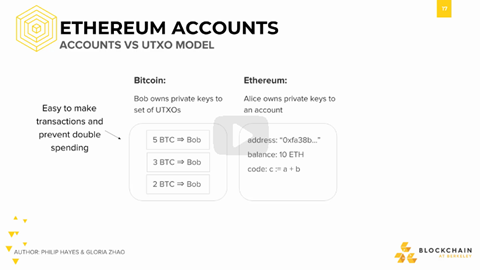 77
ETHEREUM ACCOUNTS
ACCOUNTS VS UTXO MODEL
Bitcoin:
Bob owns private keys to
set of UTXOs
Easy to make
transactions and
prevent double
spending
5 BTC ⇒ Bob
3 BTC ⇒ Bob
2 BTC ⇒ Bob
Ethereum:
Alice owns private keys to
an account
address: “0xfa38b...”
balance: 10 ETH
code: c := a + b
AUTHOR: PHILIP HAYES & GLORIA ZHAO
BLOCKCHAIN
AT BERKELEY